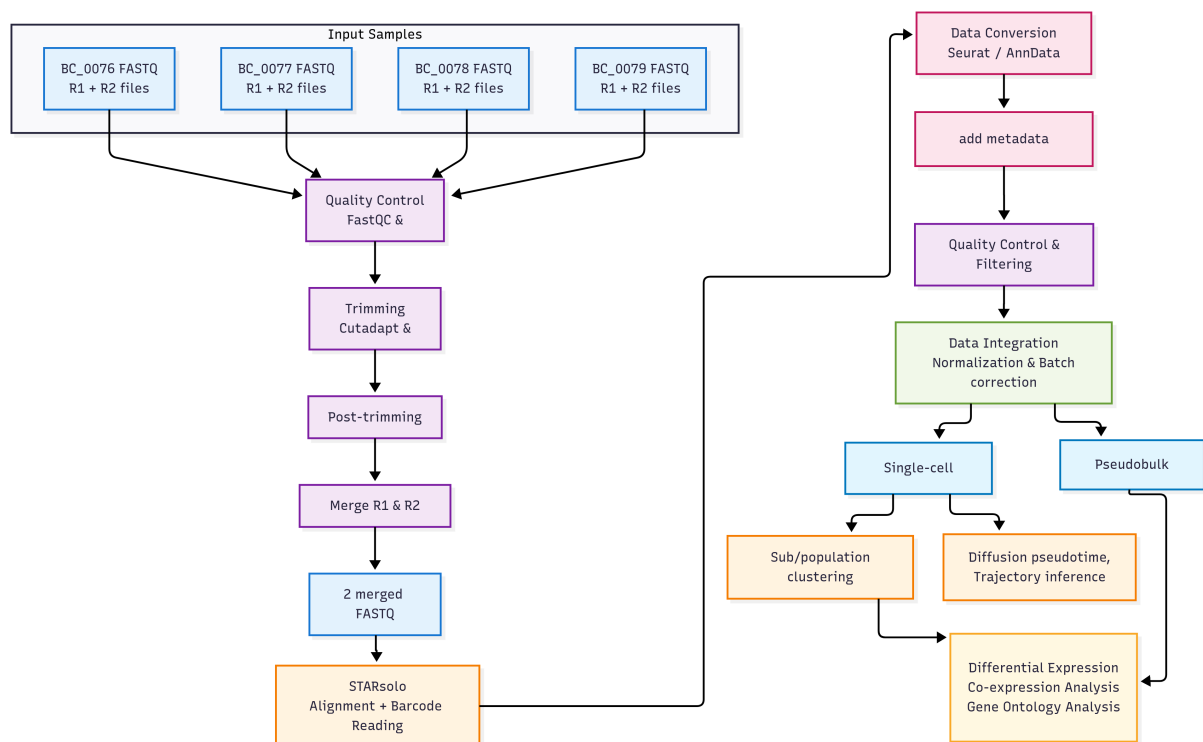 Input Samples
BC_0076 FASTQ
R1 + R2 files
BC_0077 FASTQ
R1 + R2 files
BC_0078 FASTQ
R1 + R2 files
BC_0079 FASTQ
R1 + R2 files
Quality Control
FastQC &
Trimming
Cutadapt &
Post-trimming
Merge R1 & R2
2 merged
FASTQ
STARsolo
Alignment + Barcode
Reading
Data Conversion
Seurat / AnnData
add metadata
Quality Control &
Filtering
Data Integration
Normalization & Batch
correction
Single-cell
Pseudobulk
Sub/population
clustering
Diffusion pseudotime,
Trajectory inference
Differential Expression
Co-expression Analysis
Gene Ontology Analysis